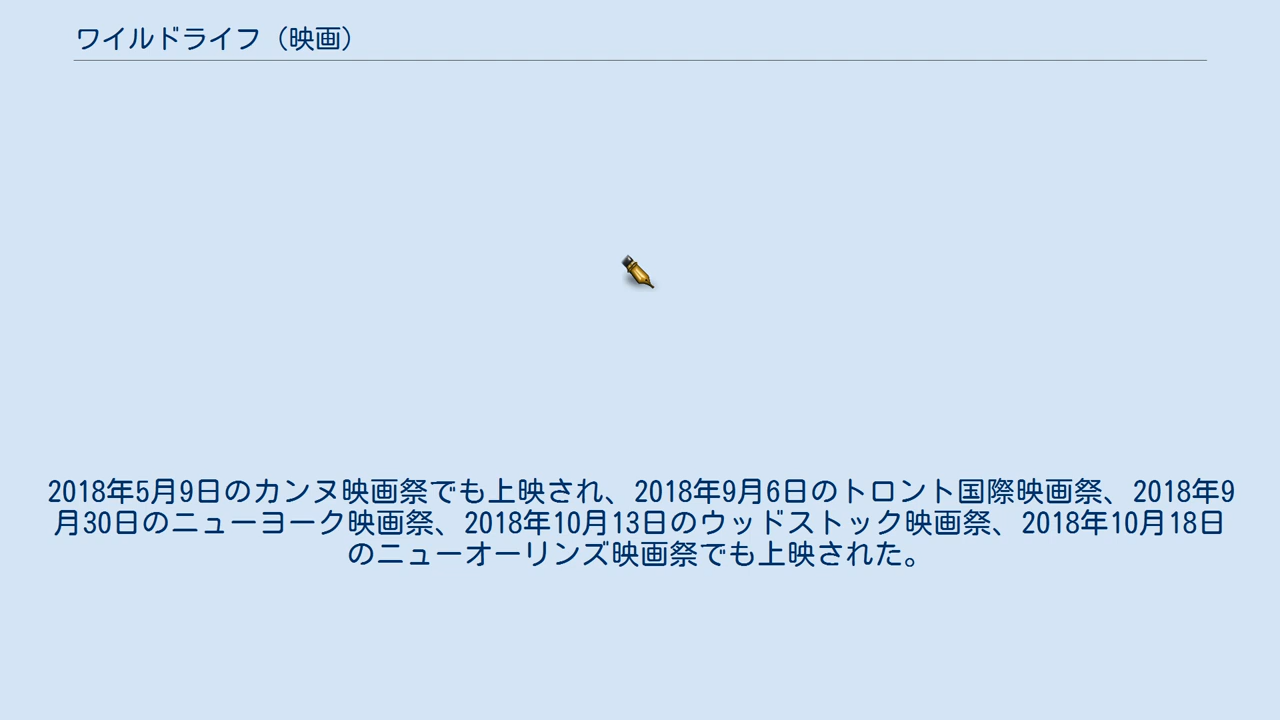 ワイルドライフ（映画）
2018年5月9日のカンヌ映画祭でも上映され、2018年9月6日のトロント国際映画祭、2018年9
月30日のニューヨーク映画祭、2018年10月13日のウッドストック映画祭、2018年10月18日
のニューオーリンズ映画祭でも上映された。